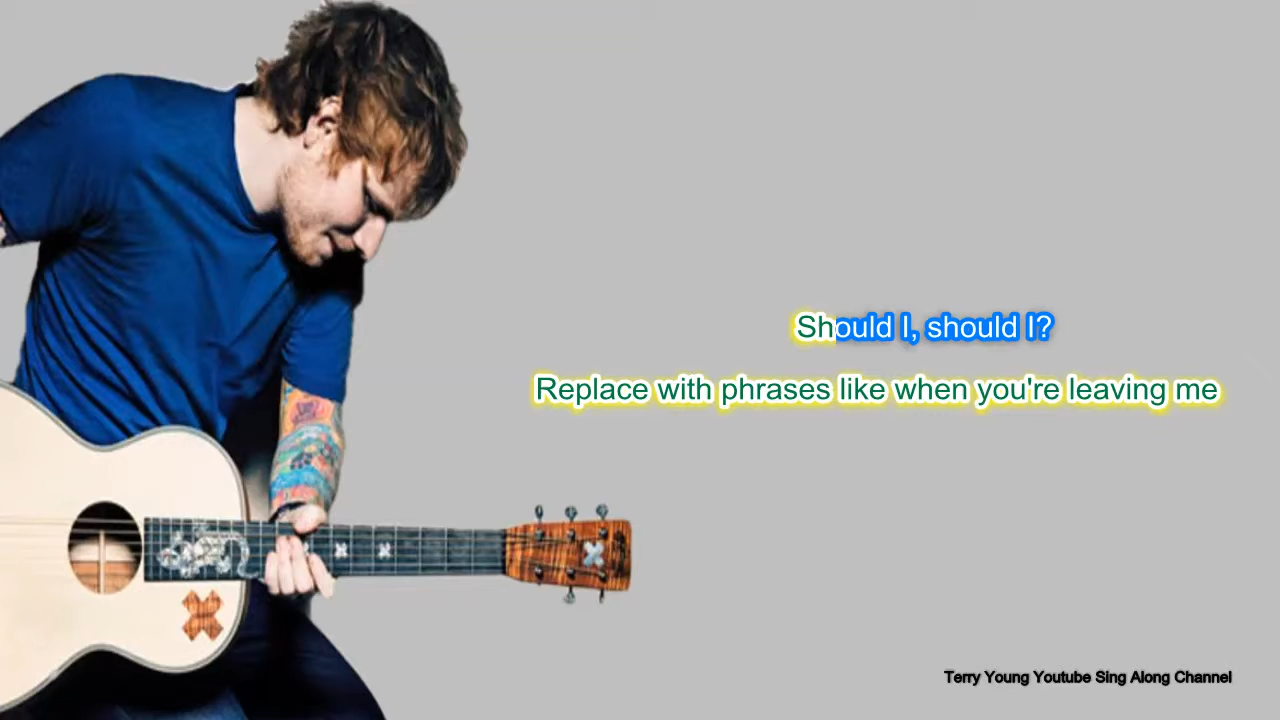 Should I, should I?
Replace with phrases like when you're leaving me
Terry Young Youtube Sing Along Channel